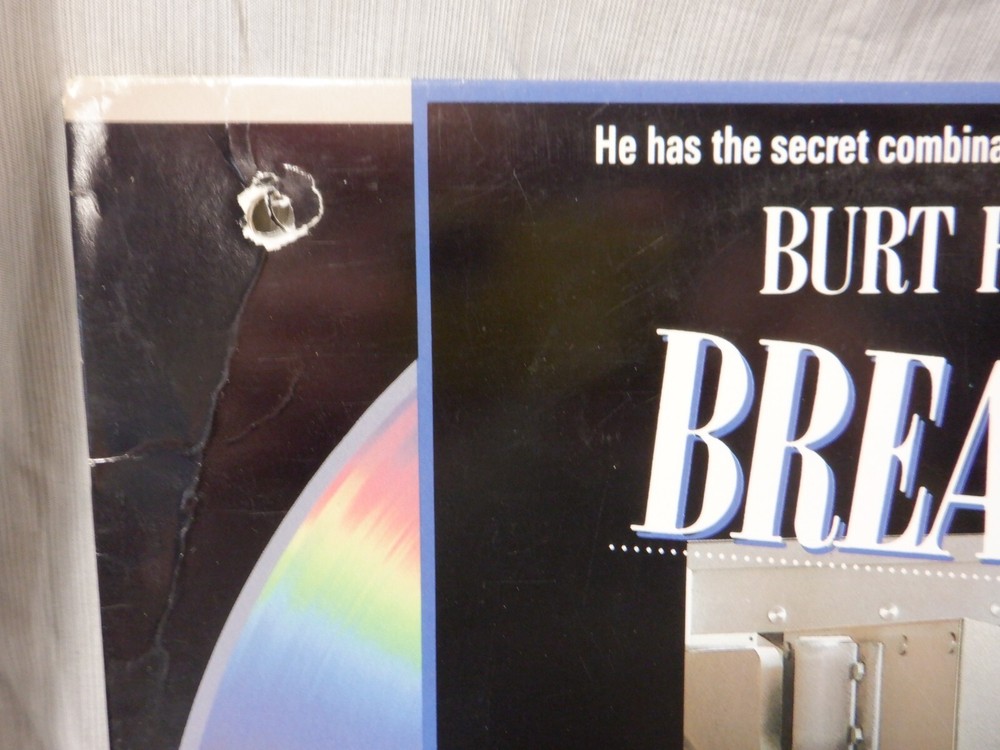 He has the secret combina
BURT
BREA